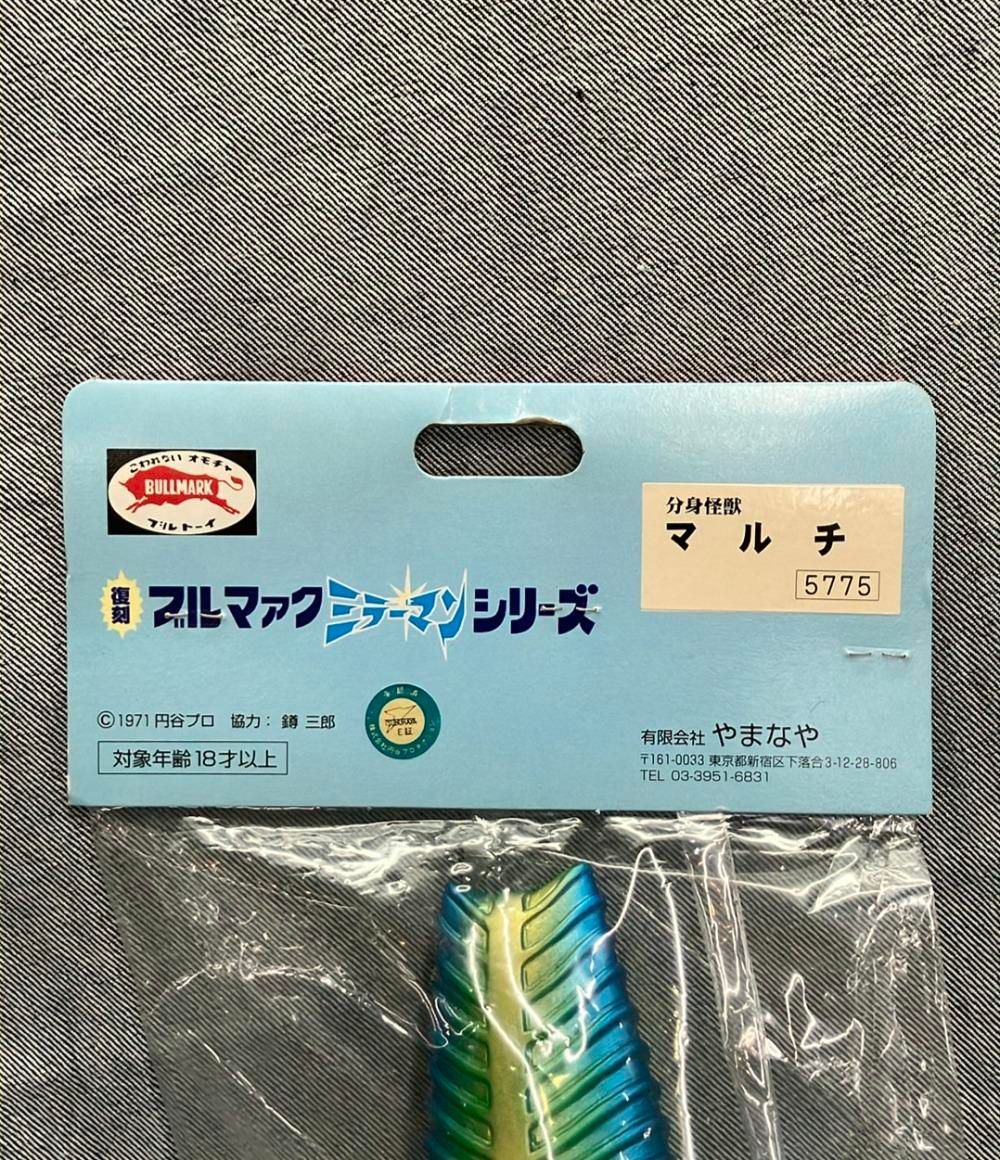 こわれない オモチャ
BULLMARK
ブルトーイ
分身怪獣
マルチ
5775
復刻
ブルマァク ミラーマン シリーズ
©1971 円谷プロ 協力： 鐏 三郎
対象年齢18才以上
有限会社 やまなや
〒161-0033 東京都新宿区下落合3-12-28-806
TEL 03-3951-6831